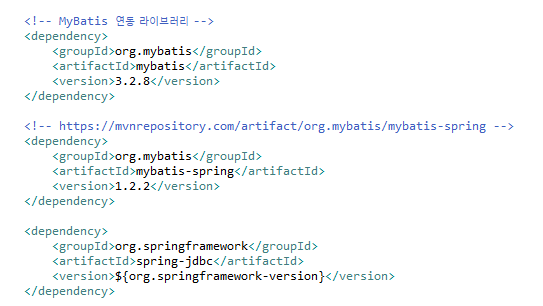 <!-- MyBatis 연동 라이브러리 -->
<dependency>
    <groupId>org.mybatis</groupId>
    <artifactId>mybatis</artifactId>
    <version>3.2.8</version>
</dependency>

<!-- https://mvnrepository.com/artifact/org.mybatis/mybatis-spring -->
<dependency>
    <groupId>org.mybatis</groupId>
    <artifactId>mybatis-spring</artifactId>
    <version>1.2.2</version>
</dependency>

<dependency>
    <groupId>org.springframework</groupId>
    <artifactId>spring-jdbc</artifactId>
    <version>${org.springframework-version}</version>
</dependency>